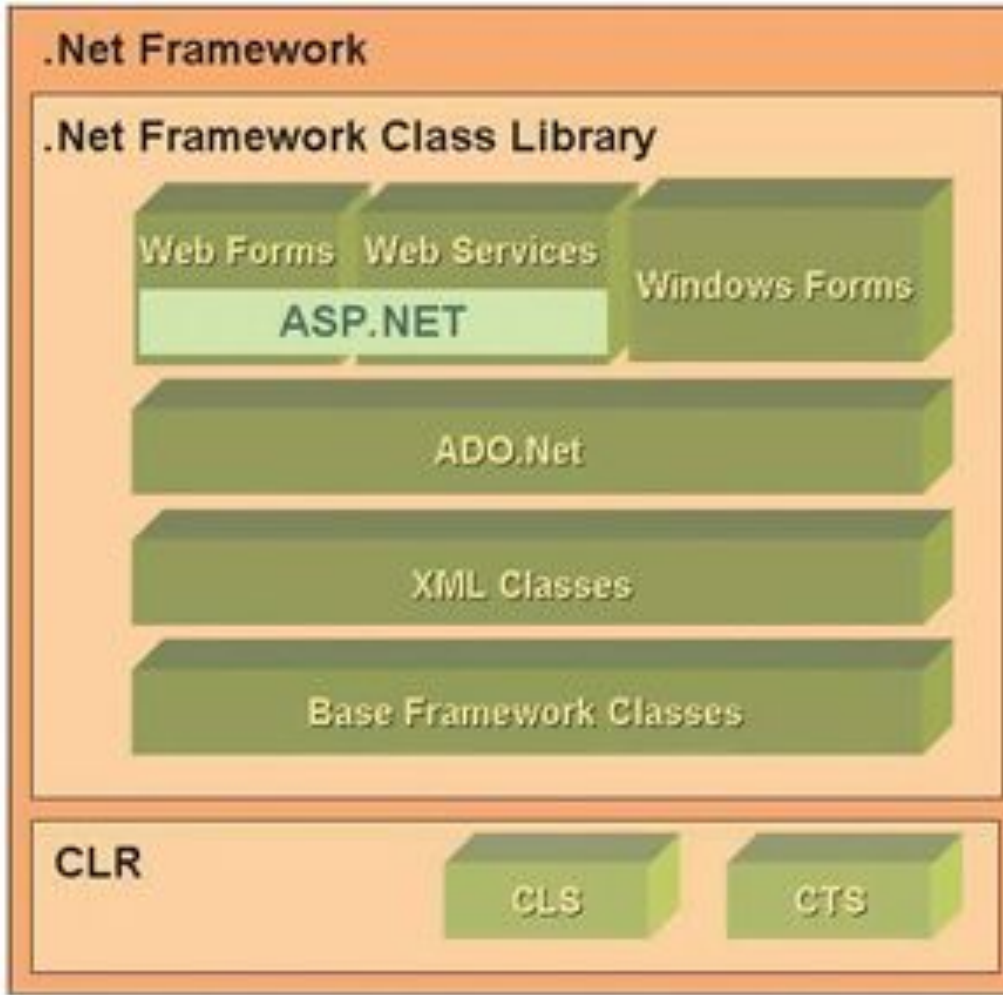 .Net Framework
.Net Framework Class Library
Web Forms
Web Services
Windows Forms
ASP.NET
ADO.Net
XML Classes
Base Framework Classes
CLR
CLS
CTS